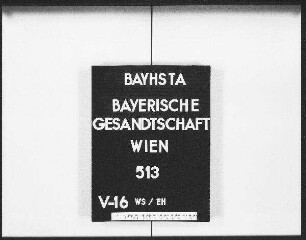 BAYHSTA
BAYERISCHE
GESANDTSCHAFT
WIEN
513
V-16 WS / EH